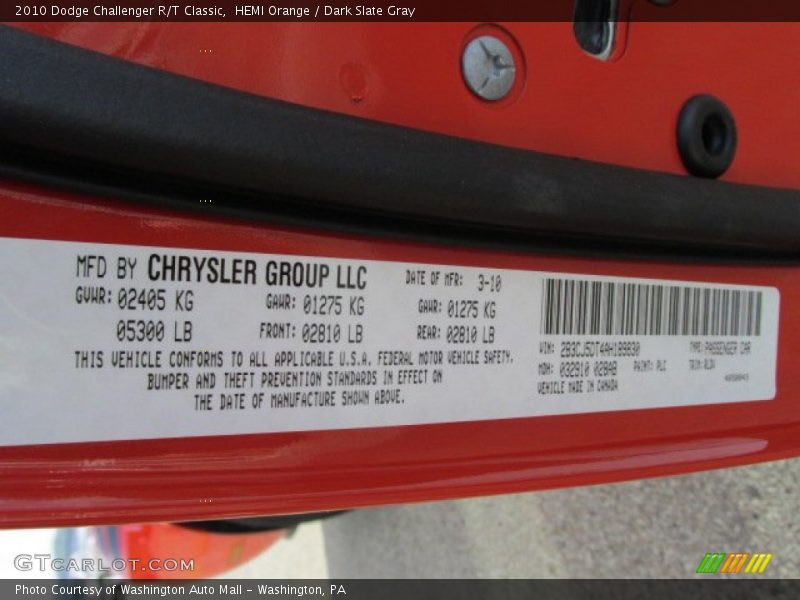 2010 Dodge Challenger R/T Classic, HEMI Orange / Dark Slate Gray
MFD BY CHRYSLER GROUP LLC DATE OF MFR: 3-10
GVWR: 02405 KG GAWR: 01275 KG GAWR: 01275 KG
05300 LB FRONT: 02810 LB REAR: 02810 LB
THIS VEHICLE CONFORMS TO ALL APPLICABLE U.S.A. FEDERAL MOTOR VEHICLE SAFETY.
BUMPER AND THEFT PREVENTION STANDARDS IN EFFECT ON
THE DATE OF MANUFACTURE SHOWN ABOVE.
VIN: TYPE: PASSENGER CAR
MDH: 032910 PAINT: PLC TRIM:
VEHICLE MADE IN CANADA
GTCARLOT.COM
Photo Courtesy of Washington Auto Mall - Washington, PA